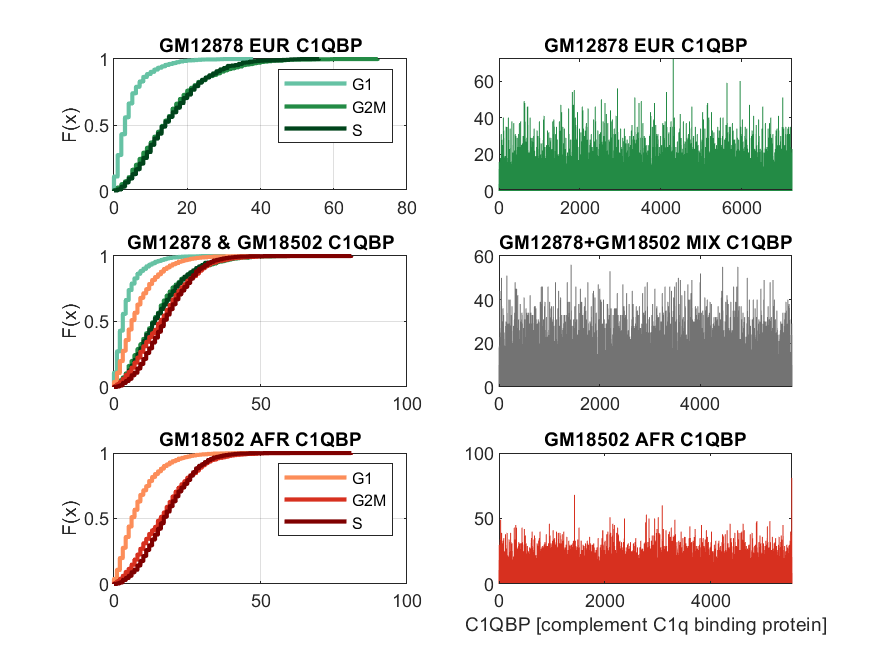 GM12878 EUR C1QBP
F(x)
1
0.5
0
0 20 40 60 80
G1
G2M
S
GM12878 EUR C1QBP
60
40
20
0
0 2000 4000 6000
GM12878 & GM18502 C1QBP
F(x)
1
0.5
0
0 50 100
GM12878+GM18502 MIX C1QBP
60
40
20
0
0 2000 4000
GM18502 AFR C1QBP
F(x)
1
0.5
0
0 50 100
G1
G2M
S
GM18502 AFR C1QBP
100
50
0
0 2000 4000
C1QBP [complement C1q binding protein]